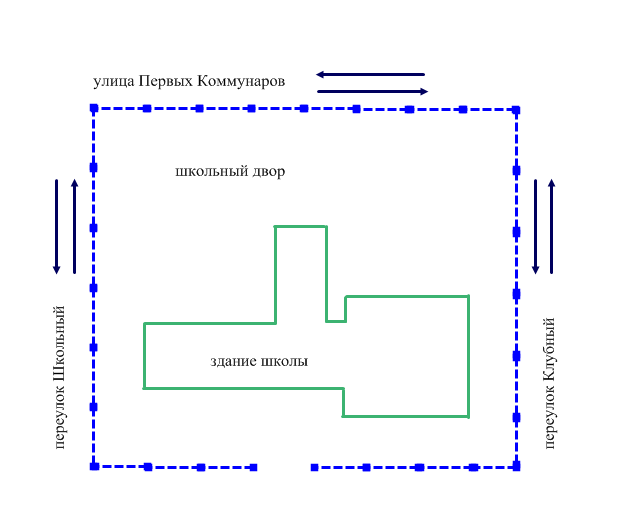 улица Первых Коммунаров
школьный двор
здание школы
переулок Школьный
переулок Клубный